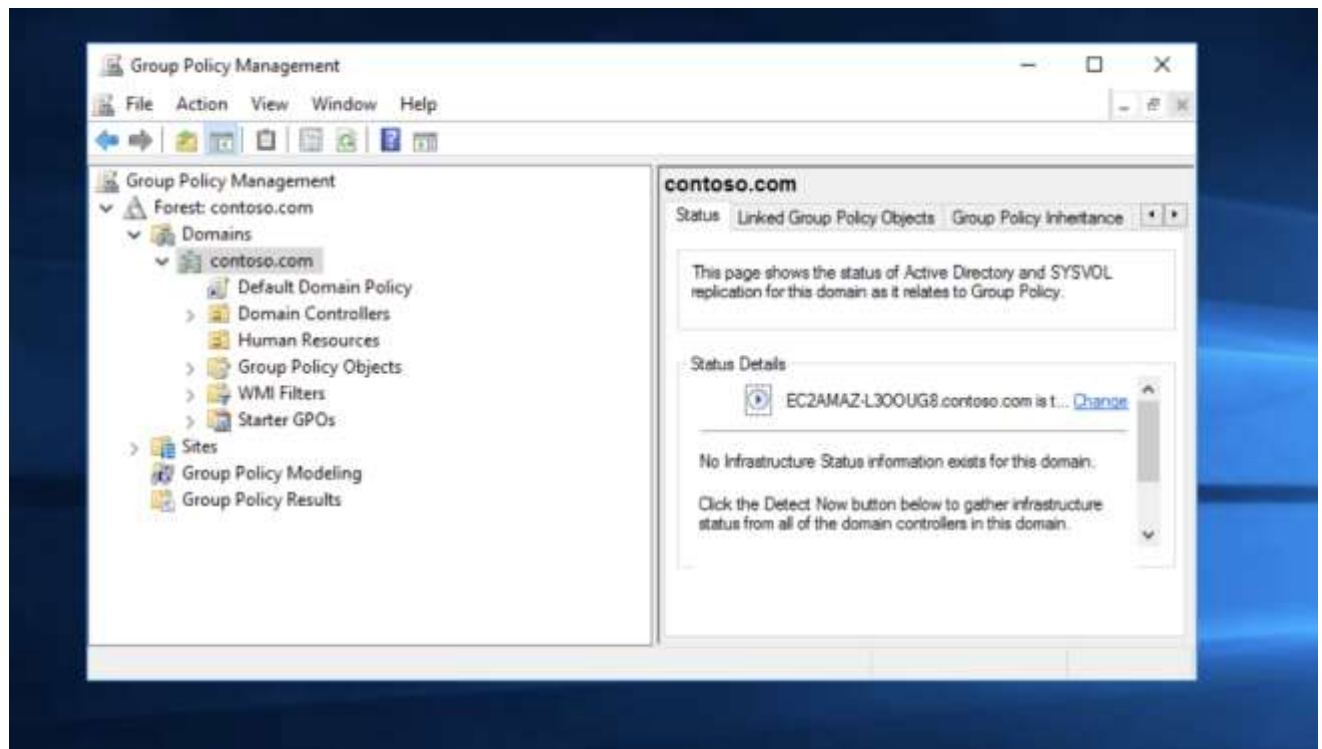 Group Policy Management
File Action View Window Help
Group Policy Management
Forest: contoso.com
Domains
contoso.com
Default Domain Policy
Domain Controllers
Human Resources
Group Policy Objects
WMI Filters
Starter GPOs
Sites
Group Policy Modeling
Group Policy Results
contoso.com
Status Linked Group Policy Objects Group Policy Inheritance
This page shows the status of Active Directory and SYSVOL
replication for this domain as it relates to Group Policy.
Status Details
EC2AMAZ-L3OOUG8.contoso.com is t... Change
No Infrastructure Status information exists for this domain.
Click the Detect Now button below to gather infrastructure
status from all of the domain controllers in this domain.